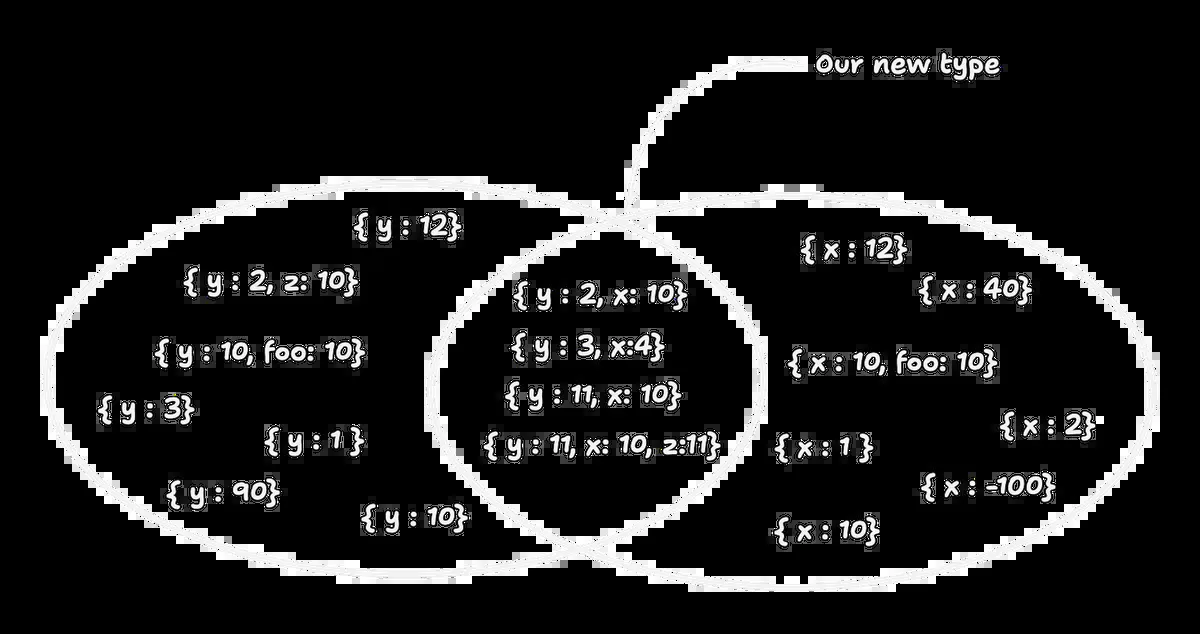 Our new type
{ y : 12}
{ y : 2, z: 10}
{ y : 10, foo: 10}
{ y : 3}
{ y : 1 }
{ y : 90}
{ y : 10}
{ y : 2, x: 10}
{ y : 3, x:4}
{ y : 11, x: 10}
{ y : 11, x: 10, z:11}
{ x : 12}
{ x : 40}
{ x : 10, foo: 10}
{ x : 2}
{ x : 1 }
{ x : -100}
{ x : 10}